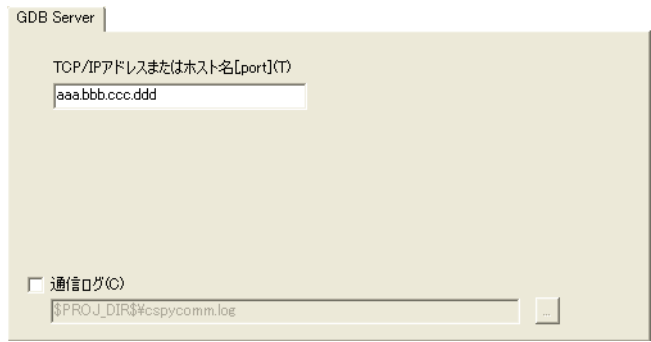 GDB Server
TCP/IPアドレスまたはホスト名[,port](T)
aaa.bbb.ccc.ddd
通信ログ(C)
$PROJ_DIR$¥cspycomm.log
...